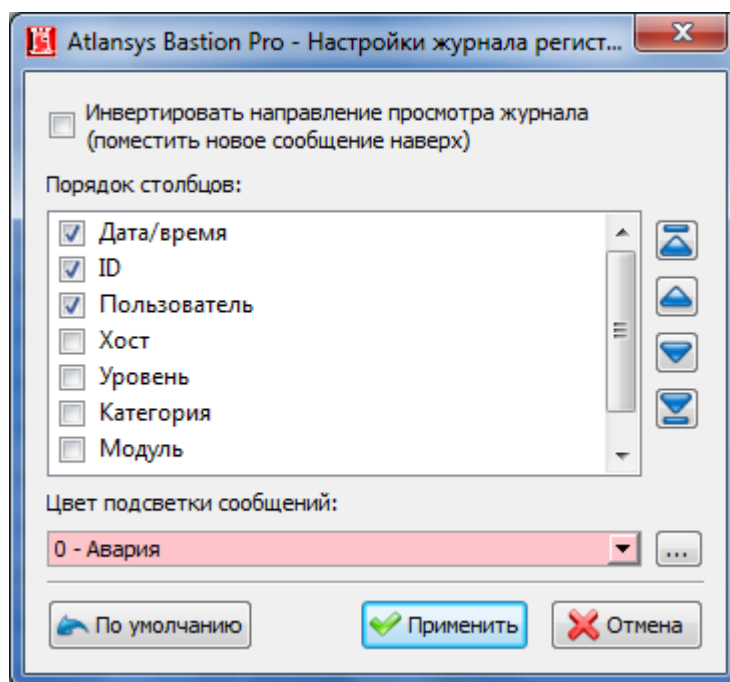 Atlansys Bastion Pro - Настройки журнала регист...
Инвертировать направление просмотра журнала
(поместить новое сообщение наверх)
Порядок столбцов:
Дата/время
ID
Пользователь
Хост
Уровень
Категория
Модуль
Цвет подсветки сообщений:
0 - Авария
...
По умолчанию
Применить
Отмена